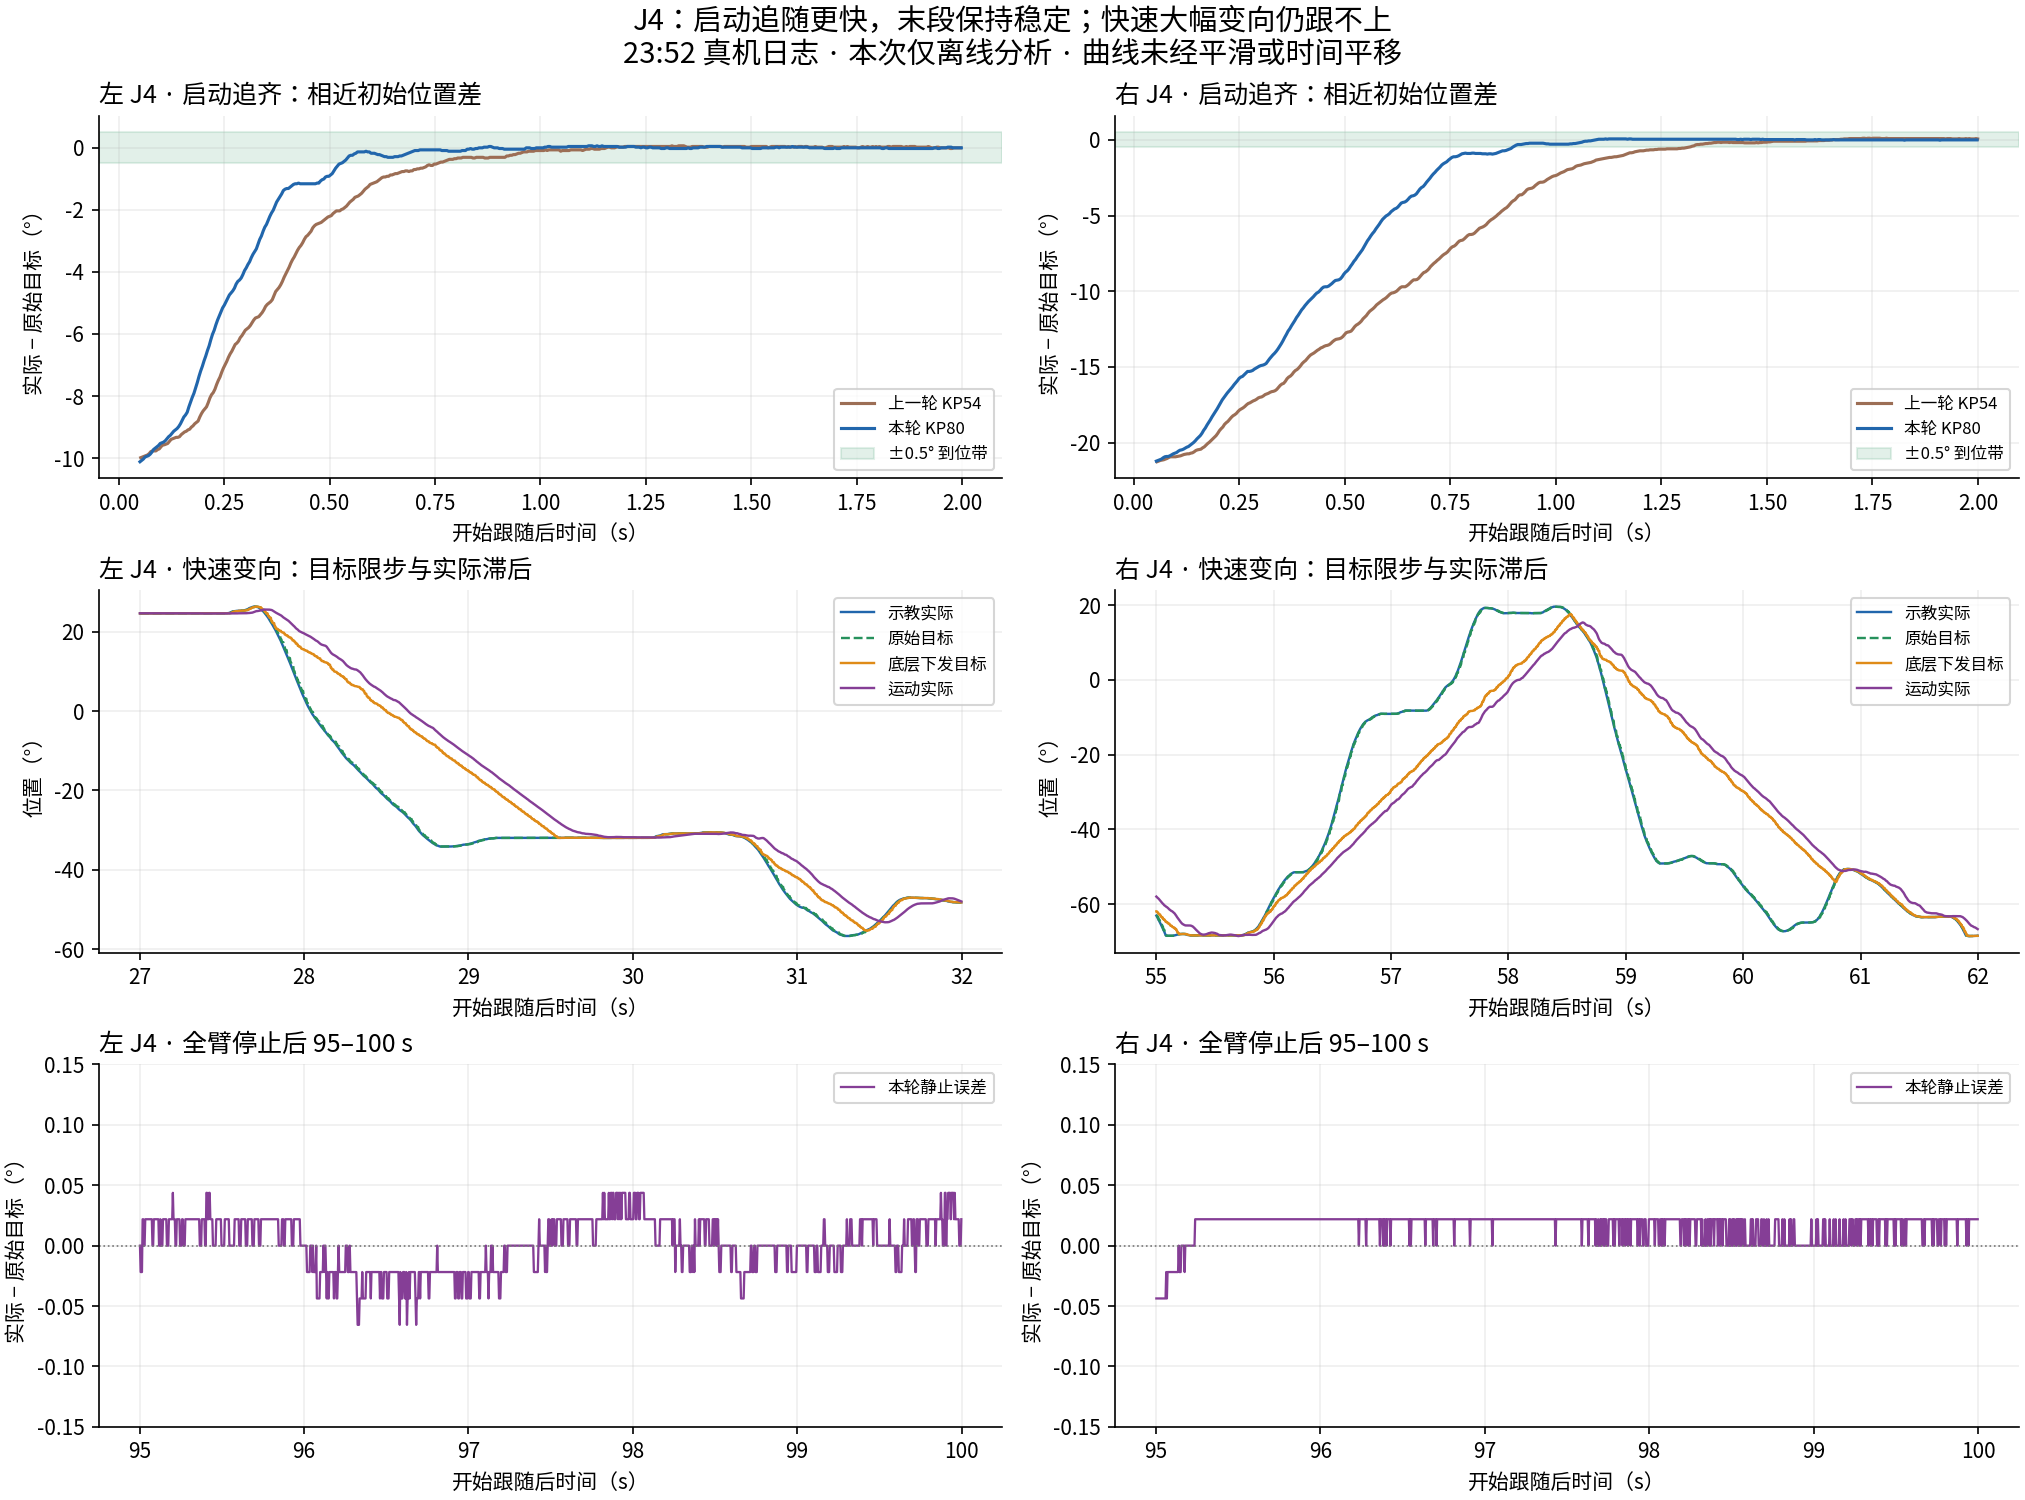 J4：启动追随更快，末段保持稳定；快速大幅变向仍跟不上
23:52 真机日志 · 本次仅离线分析 · 曲线未经平滑或时间平移
左 J4 · 启动追齐：相近初始位置差
实际 − 原始目标（°）
0
-2
-4
-6
-8
-10
上一轮 KP54
本轮 KP80
±0.5° 到位带
0.00 0.25 0.50 0.75 1.00 1.25 1.50 1.75 2.00
开始跟随后时间（s）
右 J4 · 启动追齐：相近初始位置差
实际 − 原始目标（°）
0
-5
-10
-15
-20
上一轮 KP54
本轮 KP80
±0.5° 到位带
0.00 0.25 0.50 0.75 1.00 1.25 1.50 1.75 2.00
开始跟随后时间（s）
左 J4 · 快速变向：目标限步与实际滞后
位置（°）
20
0
-20
-40
-60
示教实际
原始目标
底层下发目标
运动实际
27 28 29 30 31 32
开始跟随后时间（s）
右 J4 · 快速变向：目标限步与实际滞后
位置（°）
20
0
-20
-40
-60
示教实际
原始目标
底层下发目标
运动实际
55 56 57 58 59 60 61 62
开始跟随后时间（s）
左 J4 · 全臂停止后 95–100 s
实际 − 原始目标（°）
0.15
0.10
0.05
0.00
-0.05
-0.10
-0.15
本轮静止误差
95 96 97 98 99 100
开始跟随后时间（s）
右 J4 · 全臂停止后 95–100 s
实际 − 原始目标（°）
0.15
0.10
0.05
0.00
-0.05
-0.10
-0.15
本轮静止误差
95 96 97 98 99 100
开始跟随后时间（s）